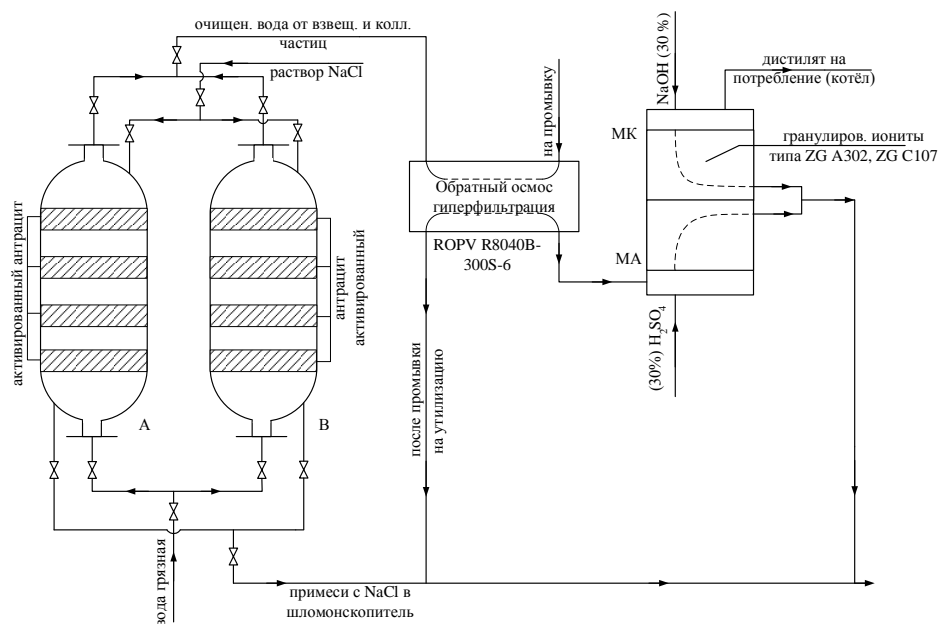 очищен. вода от взвещ. и колл.
частиц
раствор NaCl
NaOH (30 %)
дистилят на
потребление (котёл)
на промывку
МК
гранулиров. иониты
типа ZG A302, ZG C107
Обратный осмос
гиперфильтрация
ROPV R8040B-
300S-6
МА
(30%) H₂SO₄
активированный антрацит
антрацит
активированный
А
В
после промывки
на утилизацию
вода грязная
примеси с NaCl в
шломонскопитель